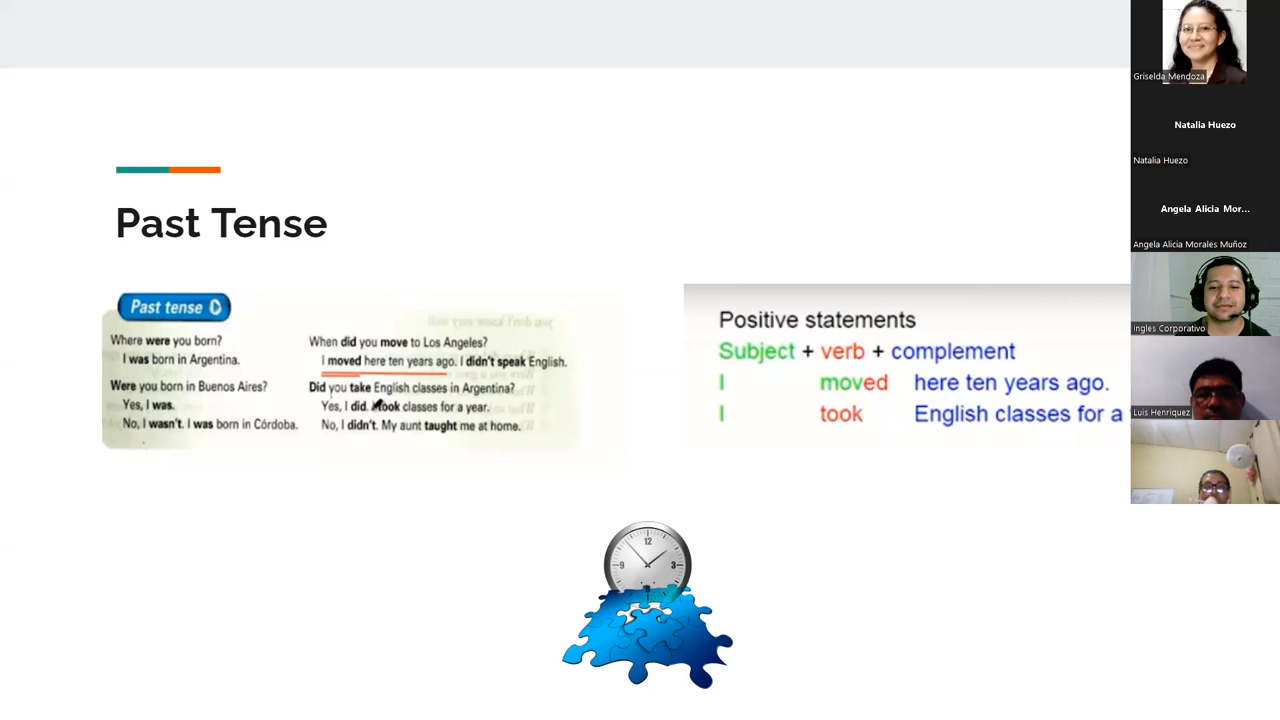 Past Tense
Past tense
Where were you born?
I was born in Argentina.
Were you born in Buenos Aires?
Yes, I was.
No, I wasn't. I was born in Córdoba.
When did you move to Los Angeles?
I moved here ten years ago. I didn't speak English.
Did you take English classes in Argentina?
Yes, I did. I took classes for a year.
No, I didn't. My aunt taught me at home.
Positive statements
Subject + verb + complement
I moved here ten years ago.
I took English classes for a
12
9
3
Griselda Mendoza
Natalia Huezo
Natalia Huezo
Angela Alicia Mor...
Angela Alicia Morales Muñoz
Ingles Corporativo
Luis Henriquez